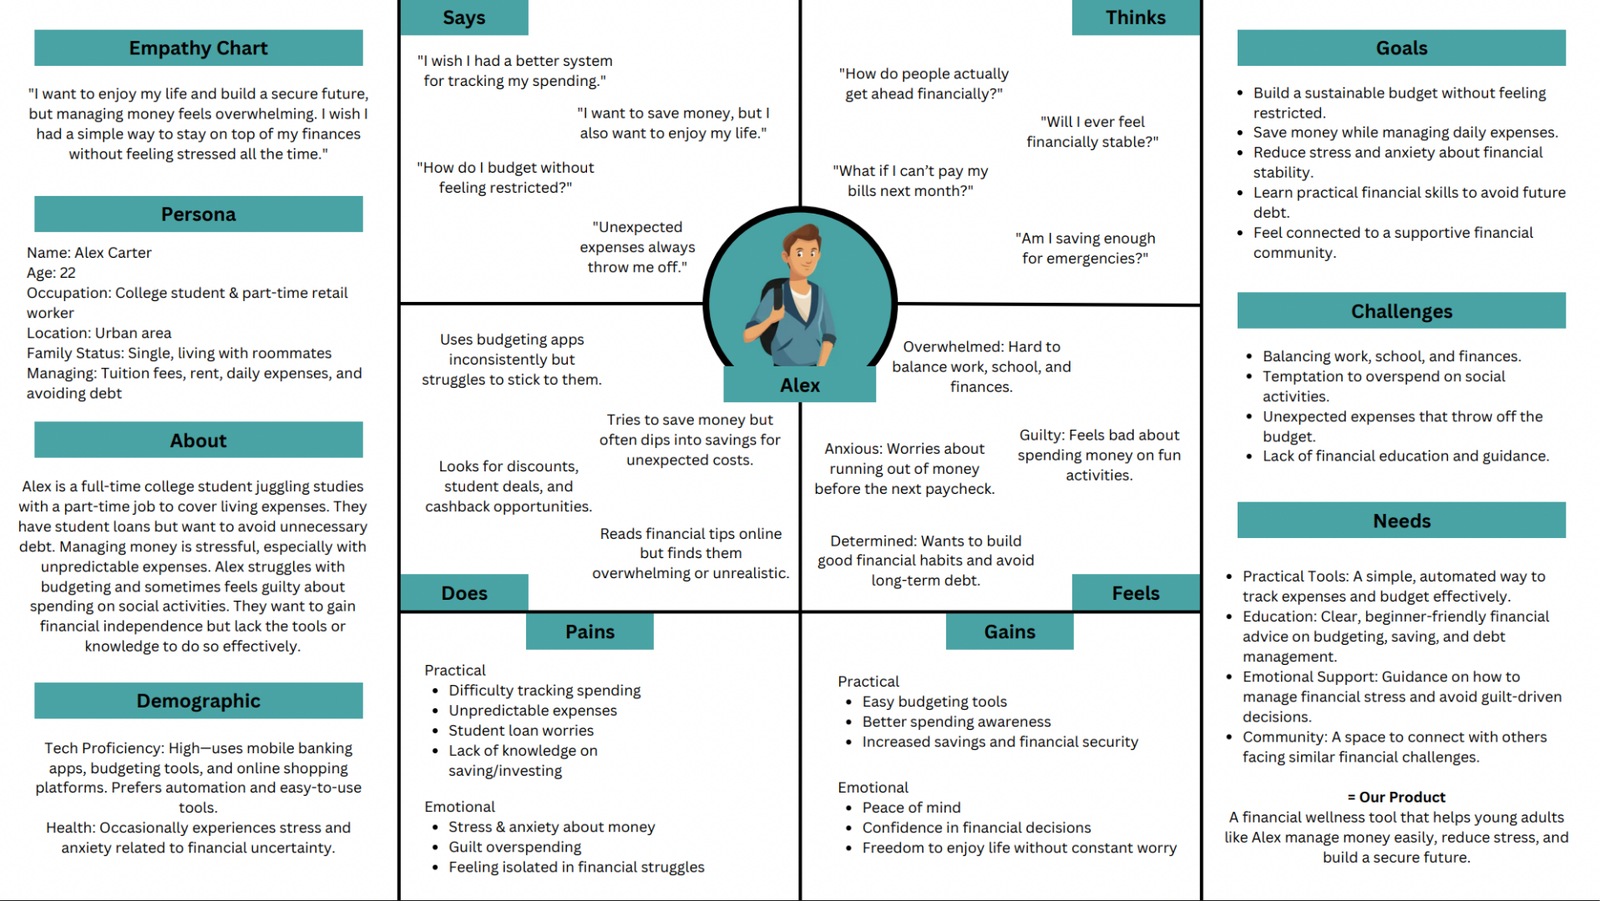 Empathy Chart
"I want to enjoy my life and build a secure future,
but managing money feels overwhelming. I wish I
had a simple way to stay on top of my finances
without feeling stressed all the time."
Persona
Name: Alex Carter
Age: 22
Occupation: College student & part-time retail
worker
Location: Urban area
Family Status: Single, living with roommates
Managing: Tuition fees, rent, daily expenses, and
avoiding debt
About
Alex is a full-time college student juggling studies
with a part-time job to cover living expenses. They
have student loans but want to avoid unnecessary
debt. Managing money is stressful, especially with
unpredictable expenses. Alex struggles with
budgeting and sometimes feels guilty about
spending on social activities. They want to gain
financial independence but lack the tools or
knowledge to do so effectively.
Demographic
Tech Proficiency: High—uses mobile banking
apps, budgeting tools, and online shopping
platforms. Prefers automation and easy-to-use
tools.
Health: Occasionally experiences stress and
anxiety related to financial uncertainty.
Says
"I wish I had a better system
for tracking my spending."
"I want to save money, but I
also want to enjoy my life."
"How do I budget without
feeling restricted?"
"Unexpected
expenses always
throw me off."
Thinks
"How do people actually
get ahead financially?"
"Will I ever feel
financially stable?"
"What if I can't pay my
bills next month?"
"Am I saving enough
for emergencies?"
Alex
Uses budgeting apps
inconsistently but
struggles to stick to them.
Tries to save money but
often dips into savings for
unexpected costs.
Looks for discounts,
student deals, and
cashback opportunities.
Reads financial tips online
but finds them
overwhelming or unrealistic.
Does
Overwhelmed: Hard to
balance work, school, and
finances.
Guilty: Feels bad about
spending money on fun
activities.
Anxious: Worries about
running out of money
before the next paycheck.
Determined: Wants to build
good financial habits and avoid
long-term debt.
Feels
Pains
Practical
• Difficulty tracking spending
• Unpredictable expenses
• Student loan worries
• Lack of knowledge on
saving/investing
Emotional
• Stress & anxiety about money
• Guilt overspending
• Feeling isolated in financial struggles
Gains
Practical
• Easy budgeting tools
• Better spending awareness
• Increased savings and financial security
Emotional
• Peace of mind
• Confidence in financial decisions
• Freedom to enjoy life without constant worry
Goals
• Build a sustainable budget without feeling
restricted.
• Save money while managing daily expenses.
• Reduce stress and anxiety about financial
stability.
• Learn practical financial skills to avoid future
debt.
• Feel connected to a supportive financial
community.
Challenges
• Balancing work, school, and finances.
• Temptation to overspend on social
activities.
• Unexpected expenses that throw off the
budget.
• Lack of financial education and guidance.
Needs
• Practical Tools: A simple, automated way to
track expenses and budget effectively.
• Education: Clear, beginner-friendly financial
advice on budgeting, saving, and debt
management.
• Emotional Support: Guidance on how to
manage financial stress and avoid guilt-driven
decisions.
• Community: A space to connect with others
facing similar financial challenges.
= Our Product
A financial wellness tool that helps young adults
like Alex manage money easily, reduce stress, and
build a secure future.